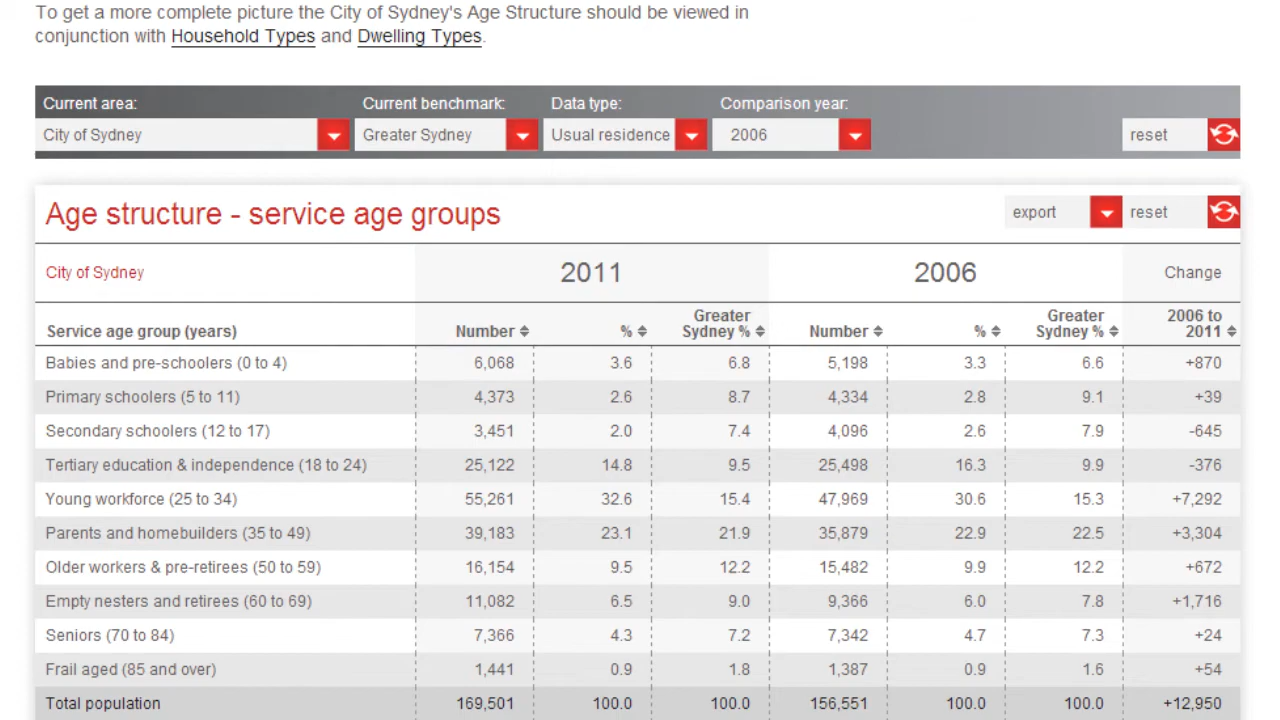 To get a more complete picture the City of Sydney's Age Structure should be viewed in
conjunction with Household Types and Dwelling Types.
Current area: Current benchmark: Data type: Comparison year:
City of Sydney Greater Sydney Usual residence 2006 reset
Age structure - service age groups export reset
City of Sydney 2011 2006 Change
Service age group (years) Number % Greater Sydney % Number % Greater Sydney % 2006 to 2011
Babies and pre-schoolers (0 to 4) 6,068 3.6 6.8 5,198 3.3 6.6 +870
Primary schoolers (5 to 11) 4,373 2.6 8.7 4,334 2.8 9.1 +39
Secondary schoolers (12 to 17) 3,451 2.0 7.4 4,096 2.6 7.9 -645
Tertiary education & independence (18 to 24) 25,122 14.8 9.5 25,498 16.3 9.9 -376
Young workforce (25 to 34) 55,261 32.6 15.4 47,969 30.6 15.3 +7,292
Parents and homebuilders (35 to 49) 39,183 23.1 21.9 35,879 22.9 22.5 +3,304
Older workers & pre-retirees (50 to 59) 16,154 9.5 12.2 15,482 9.9 12.2 +672
Empty nesters and retirees (60 to 69) 11,082 6.5 9.0 9,366 6.0 7.8 +1,716
Seniors (70 to 84) 7,366 4.3 7.2 7,342 4.7 7.3 +24
Frail aged (85 and over) 1,441 0.9 1.8 1,387 0.9 1.6 +54
Total population 169,501 100.0 100.0 156,551 100.0 100.0 +12,950